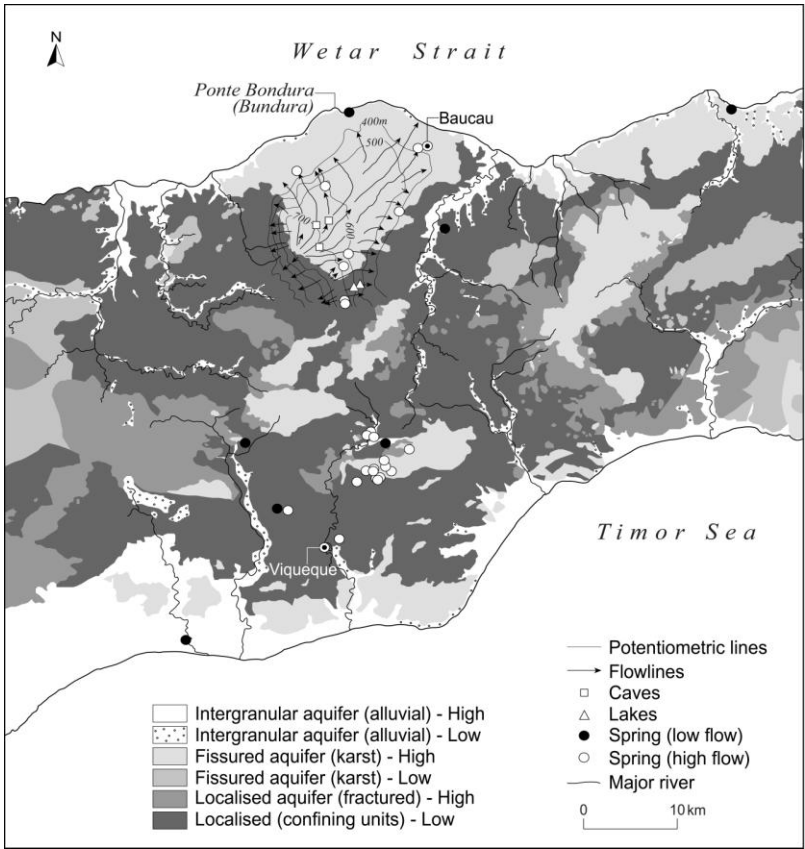 N
Wetar Strait
Ponte Bondura
(Bundura)
400m
500
Baucau
700
600
Timor Sea
Viqueque
Potentiometric lines
Flowlines
Caves
Lakes
Spring (low flow)
Spring (high flow)
Major river
0 10 km
Intergranular aquifer (alluvial) - High
Intergranular aquifer (alluvial) - Low
Fissured aquifer (karst) - High
Fissured aquifer (karst) - Low
Localised aquifer (fractured) - High
Localised (confining units) - Low